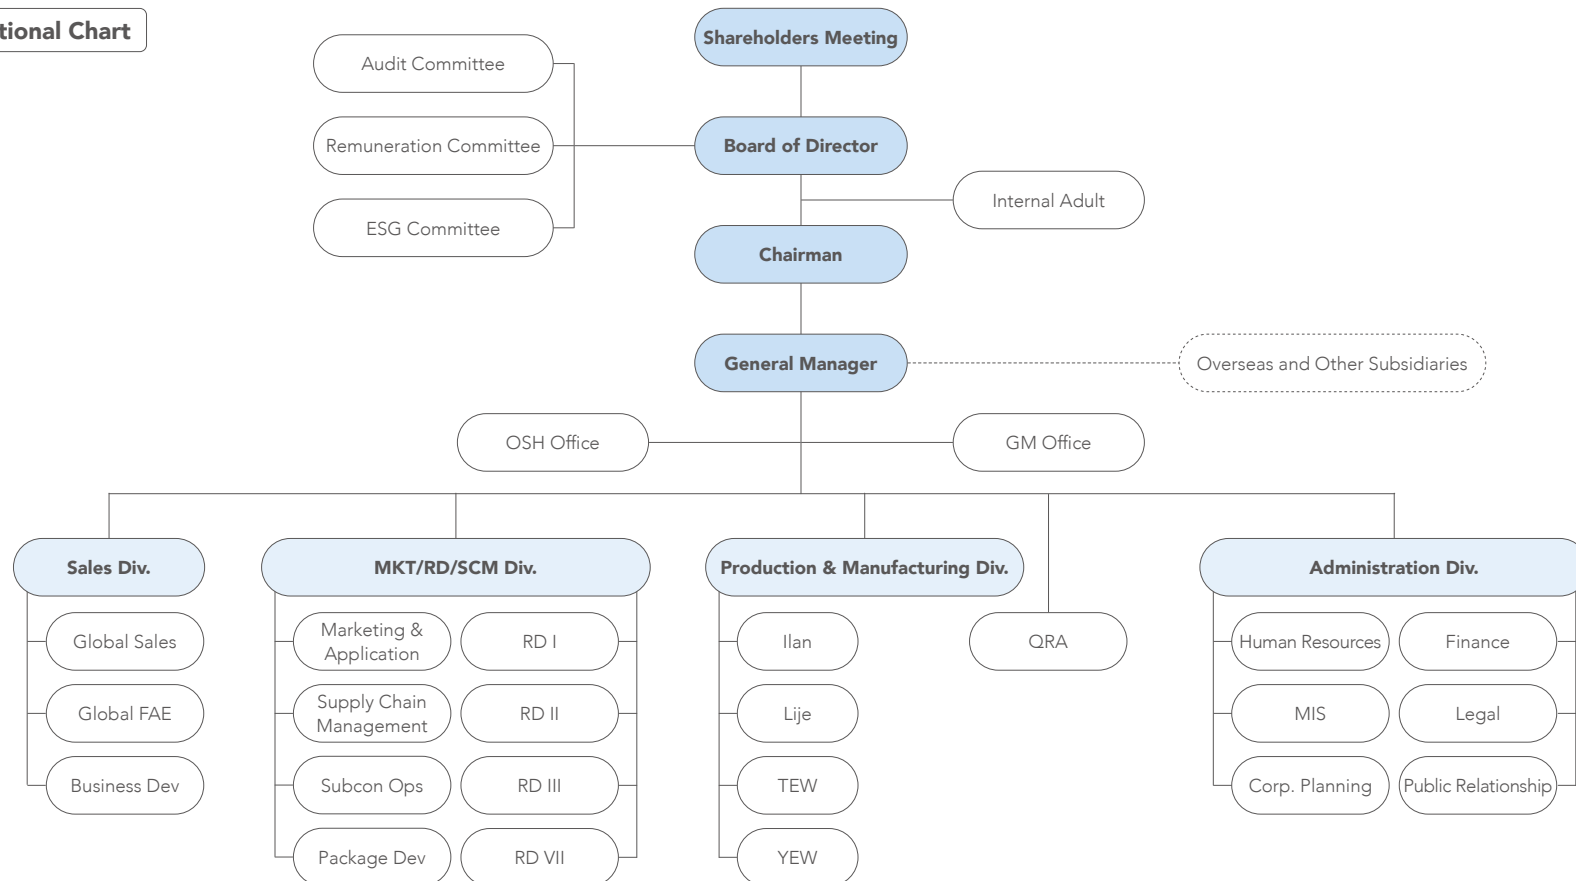 tional Chart
Shareholders Meeting
Audit Committee
Remuneration Committee
Board of Director
Internal Adult
ESG Committee
Chairman
General Manager
Overseas and Other Subsidiaries
OSH Office
GM Office
Sales Div.
MKT/RD/SCM Div.
Production & Manufacturing Div.
Administration Div.
Global Sales
Global FAE
Business Dev
Marketing &
Application
Supply Chain
Management
Subcon Ops
Package Dev
RD I
RD II
RD III
RD VII
Ilan
Lije
TEW
YEW
QRA
Human Resources
MIS
Corp. Planning
Finance
Legal
Public Relationship